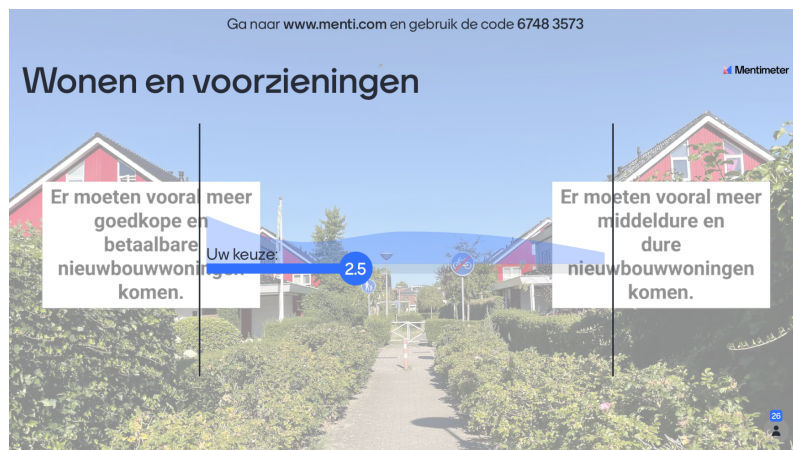 Ga naar www.menti.com en gebruik de code 6748 3573
Wonen en voorzieningen
Mentimeter
Er moeten vooral meer
goedkope en
betaalbare
nieuwbouwwoningen
komen.
Uw keuze:
2.5
Er moeten vooral meer
middeldure en
dure
nieuwbouwwoningen
komen.
26